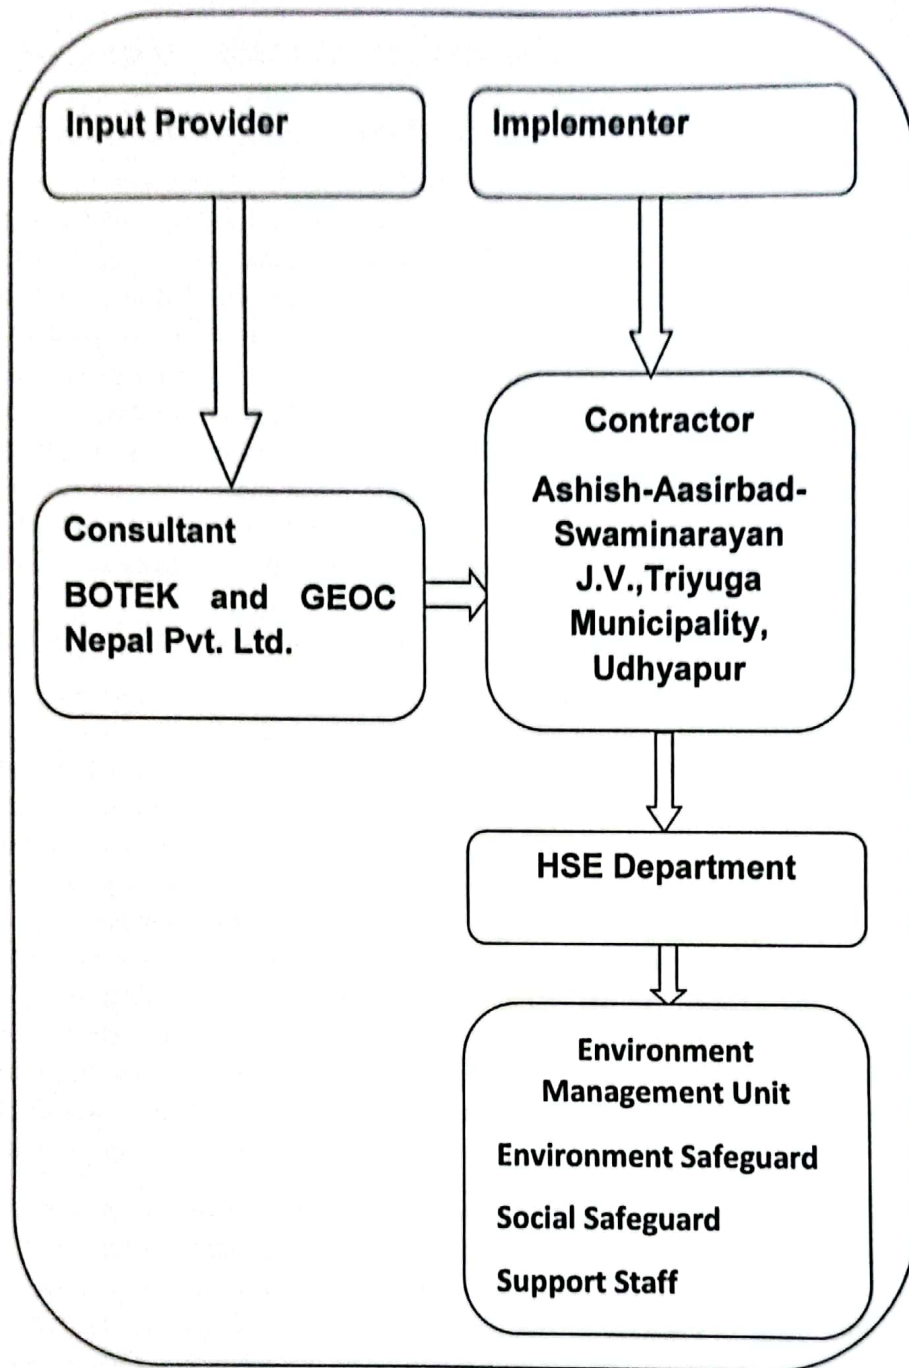 Input Provider
Implementer
Contractor
Ashish-Aasirbad-
Swaminarayan
J.V.,Triyuga
Municipality,
Udhyapur
Consultant
BOTEK and GEOC
Nepal Pvt. Ltd.
HSE Department
Environment
Management Unit
Environment Safeguard
Social Safeguard
Support Staff